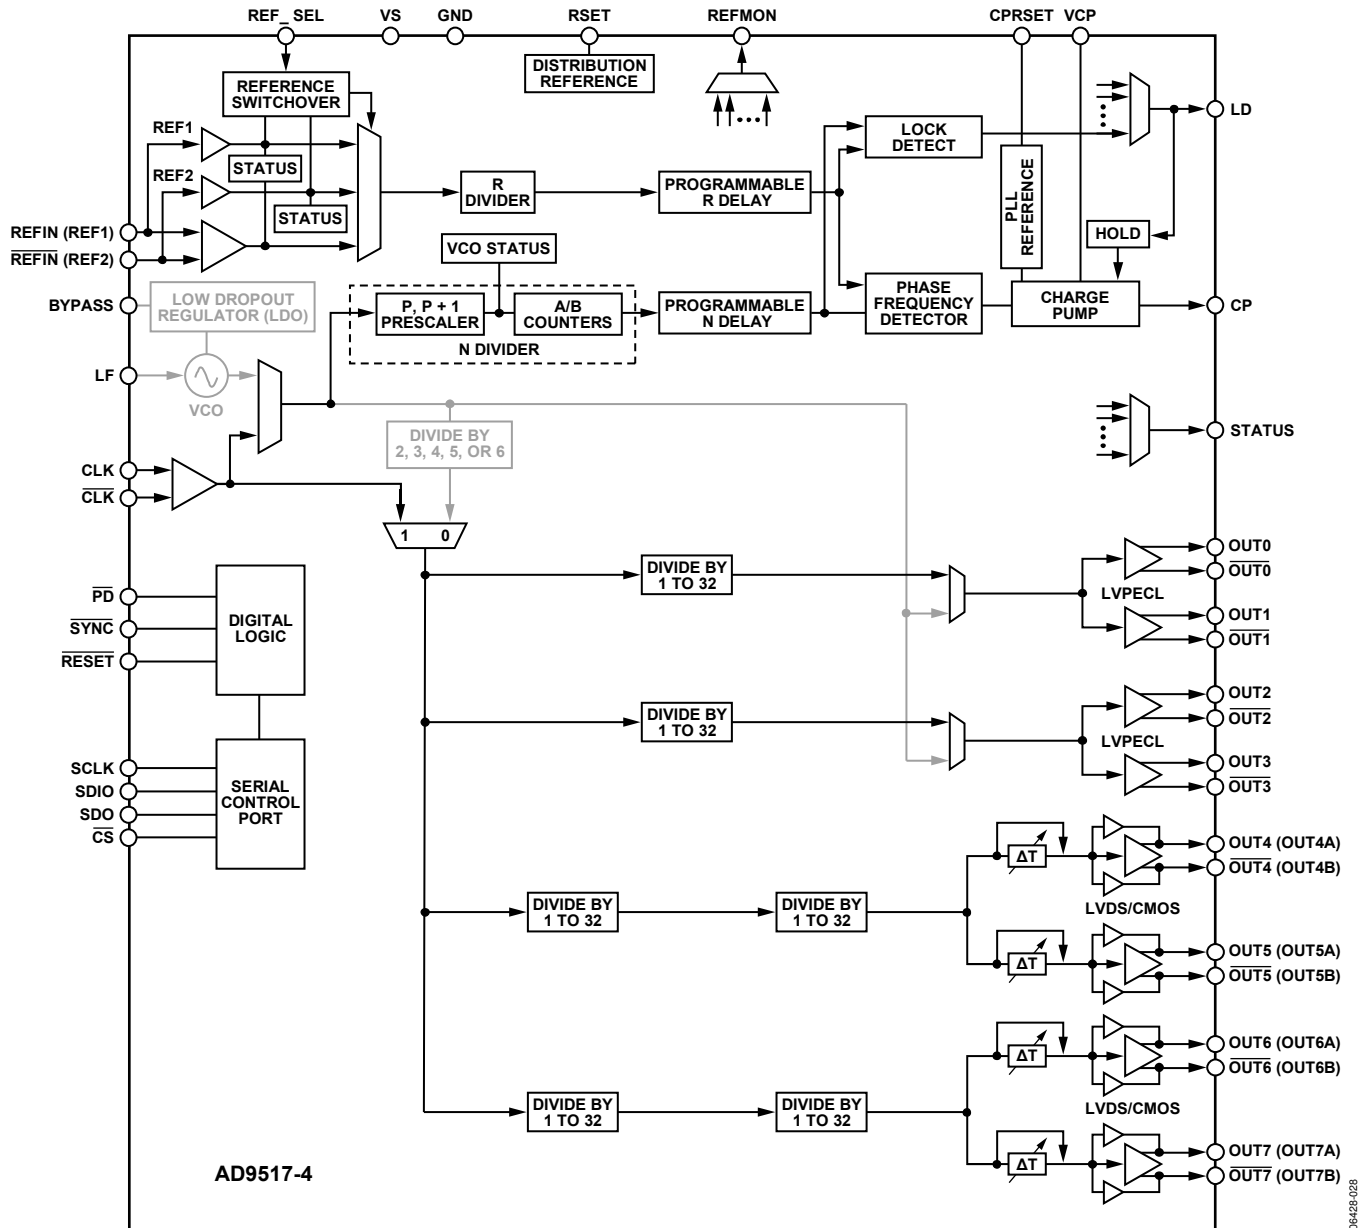 REF_ SEL VS GND RSET REFMON CPRSET VCP
DISTRIBUTION
REFERENCE
REFERENCE
SWITCHOVER
REF1
STATUS
REF2
STATUS
R
DIVIDER
PROGRAMMABLE
R DELAY
LOCK
DETECT
LD
PLL
REFERENCE
HOLD
REFIN (REF1)
REFIN (REF2)
BYPASS
LOW DROPOUT
REGULATOR (LDO)
VCO STATUS
P, P + 1
PRESCALER
A/B
COUNTERS
N DIVIDER
PROGRAMMABLE
N DELAY
PHASE
FREQUENCY
DETECTOR
CHARGE
PUMP
CP
LF
VCO
DIVIDE BY
2, 3, 4, 5, OR 6
STATUS
CLK
CLK
1 0
PD
SYNC
RESET
DIGITAL
LOGIC
SCLK
SDIO
SDO
CS
SERIAL
CONTROL
PORT
DIVIDE BY
1 TO 32
LVPECL
OUT0
OUT0
OUT1
OUT1
DIVIDE BY
1 TO 32
LVPECL
OUT2
OUT2
OUT3
OUT3
DIVIDE BY
1 TO 32
DIVIDE BY
1 TO 32
ΔT
ΔT
LVDS/CMOS
OUT4 (OUT4A)
OUT4 (OUT4B)
OUT5 (OUT5A)
OUT5 (OUT5B)
DIVIDE BY
1 TO 32
DIVIDE BY
1 TO 32
ΔT
ΔT
LVDS/CMOS
OUT6 (OUT6A)
OUT6 (OUT6B)
OUT7 (OUT7A)
OUT7 (OUT7B)
AD9517-4
06428-028